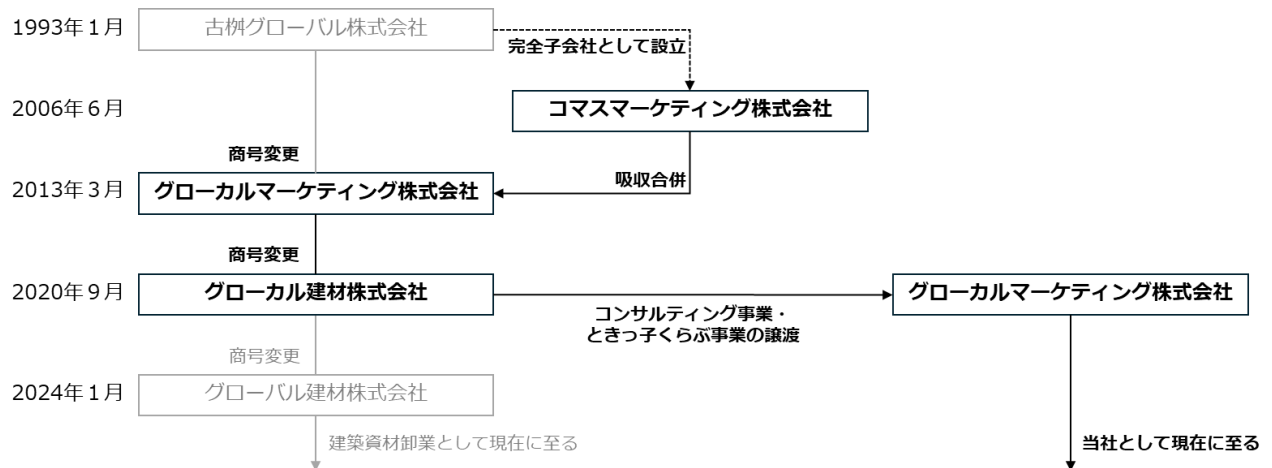 1993年1月
古桝グローバル株式会社
完全子会社として設立
2006年6月
コマスマーケティング株式会社
商号変更
吸収合併
2013年3月
グローカルマーケティング株式会社
商号変更
2020年9月
グローカル建材株式会社
グローカルマーケティング株式会社
コンサルティング事業・
ときっ子くらぶ事業の譲渡
商号変更
2024年1月
グローバル建材株式会社
建築資材卸業として現在に至る
当社として現在に至る